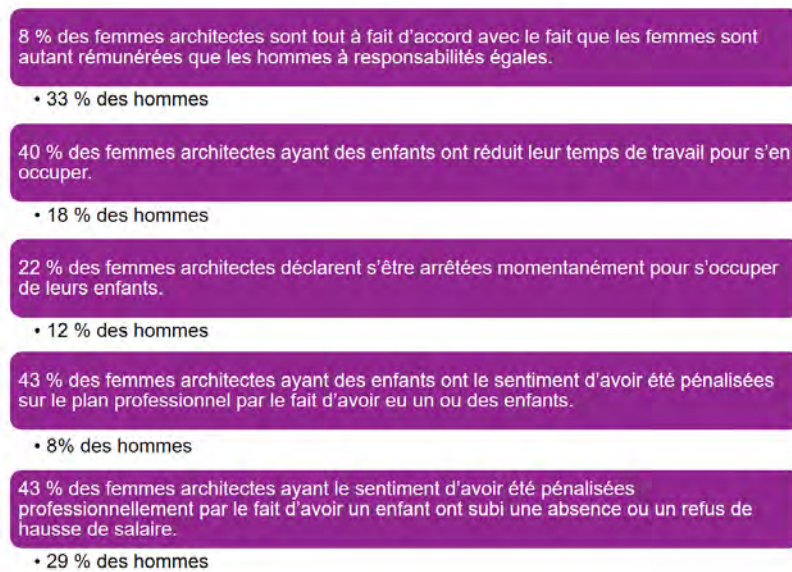 8 % des femmes architectes sont tout à fait d’accord avec le fait que les femmes sont
autant rémunérées que les hommes à responsabilités égales.
• 33 % des hommes
40 % des femmes architectes ayant des enfants ont réduit leur temps de travail pour s’en
occuper.
• 18 % des hommes
22 % des femmes architectes déclarent s’être arrêtées momentanément pour s’occuper
de leurs enfants.
• 12 % des hommes
43 % des femmes architectes ayant des enfants ont le sentiment d’avoir été pénalisées
sur le plan professionnel par le fait d’avoir eu un ou des enfants.
• 8% des hommes
43 % des femmes architectes ayant le sentiment d’avoir été pénalisées
professionnellement par le fait d’avoir un enfant ont subi une absence ou un refus de
hausse de salaire.
• 29 % des hommes